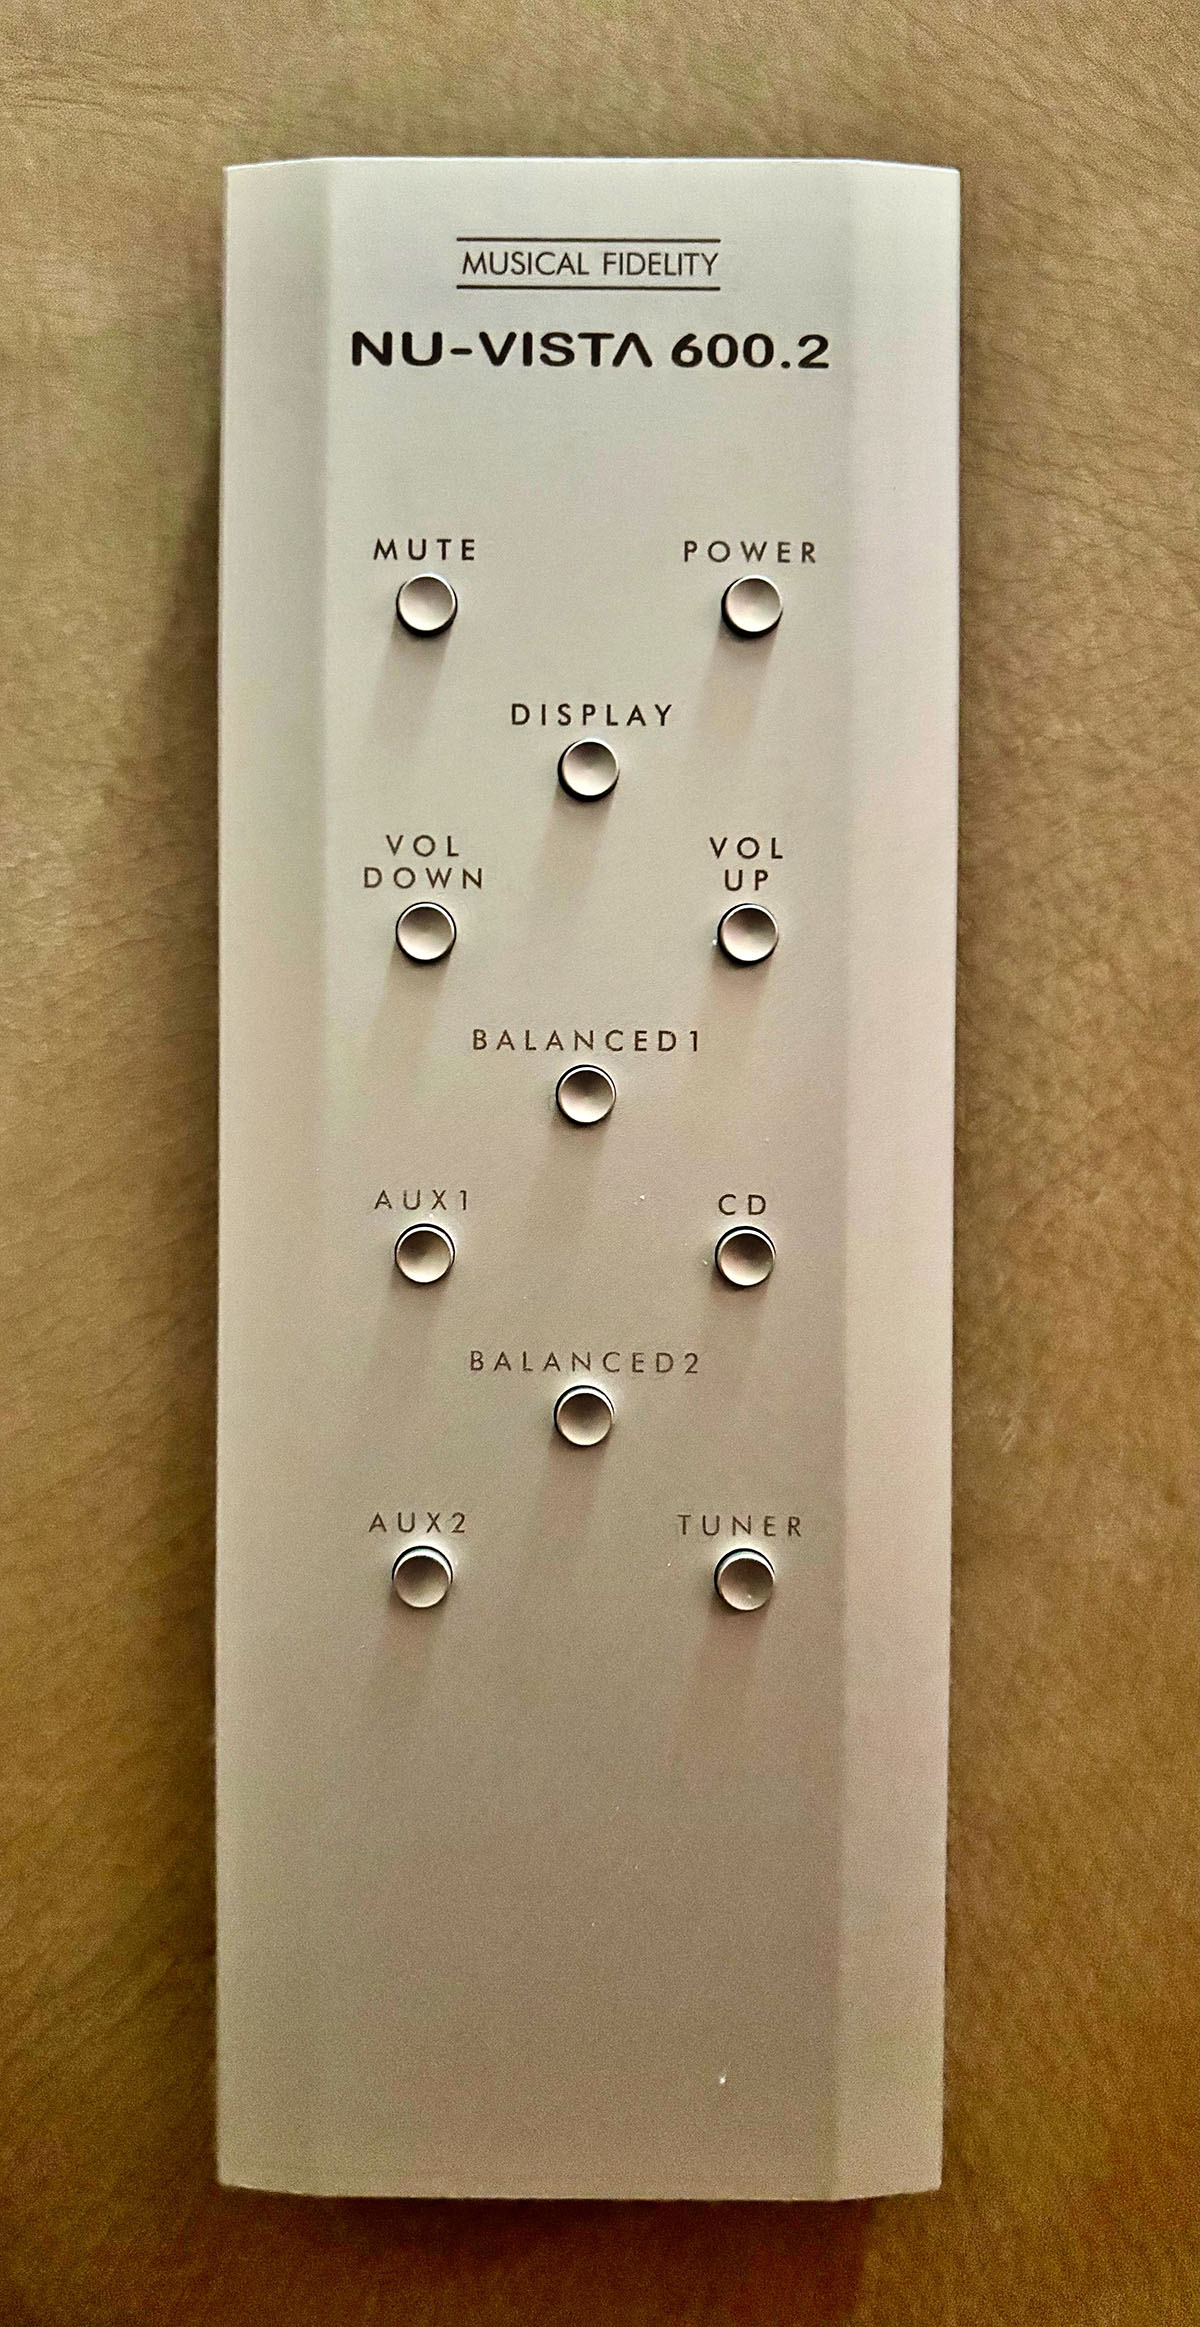 MUSICAL FIDELITY
NU-VISTA 600.2
MUTE
POWER
DISPLAY
VOL
DOWN
VOL
UP
BALANCED1
AUX1
CD
BALANCED2
AUX2
TUNER